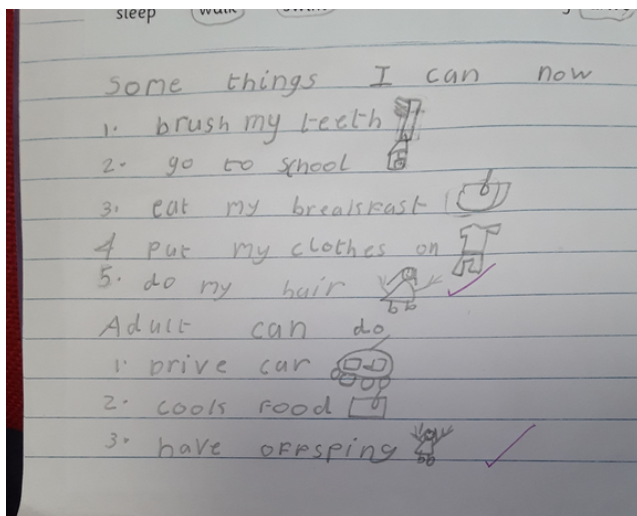 sleep walk swim
Some things I can now
1. brush my teeth
2. go to school
3. eat my breakfast
4 put my clothes on
5. do my hair
Adult can do
1. drive car
2. cook food
3. have offsping